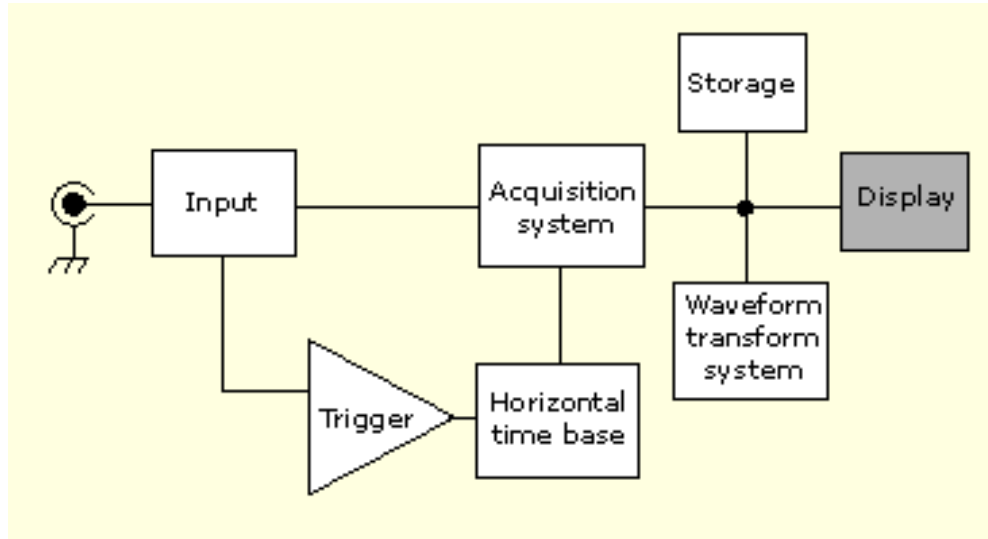 Storage
Input
Acquisition
system
Display
Waveform
transform
system
Trigger
Horizontal
time base